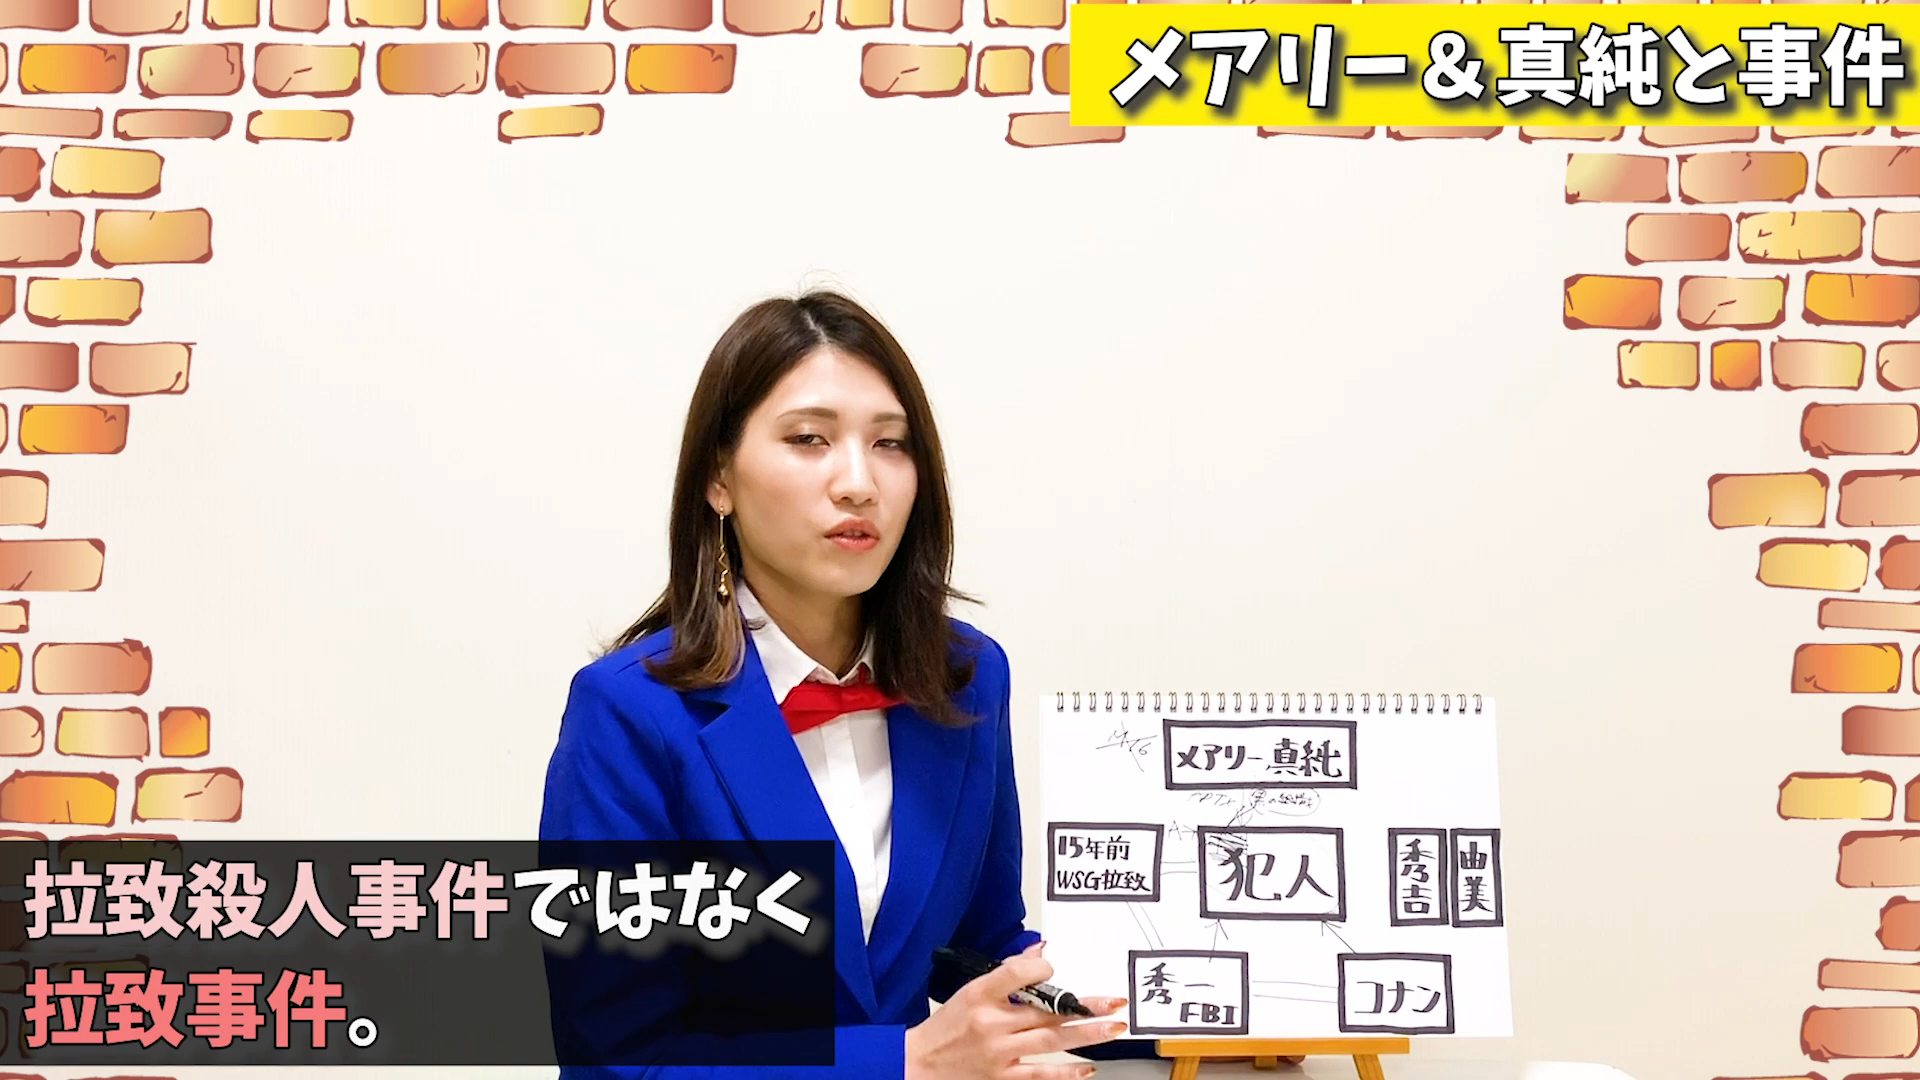 メアリー&真純と事件
メアリー 真純
15年前
WSG拉致
犯人
秀吉
由美
秀一
FBI
コナン
拉致殺人事件ではなく
拉致事件。